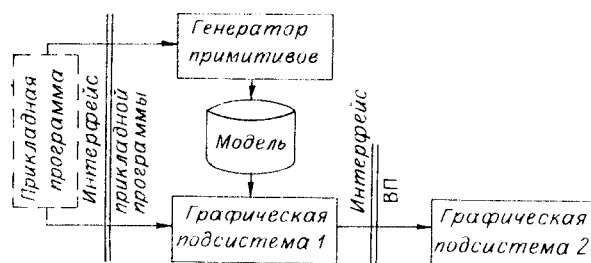 Генератор
примитивов
Прикладная
программа
Интерфейс
прикладной
программы
Модель
Графическая
подсистема 1
Интерфейс
ВП
Графическая
подсистема 2